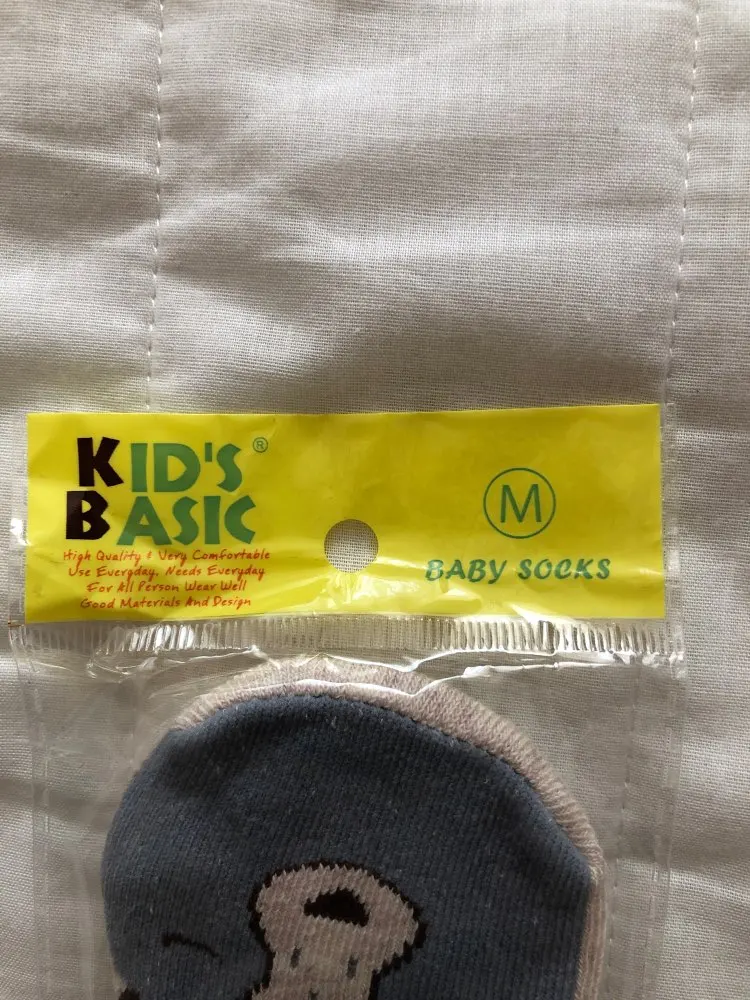 KID'S ®
BASIC
High Quality & Very Comfortable
Use Everyday, Needs Everyday
For All Person Wear Well
Good Materials And Design
M
BABY SOCKS